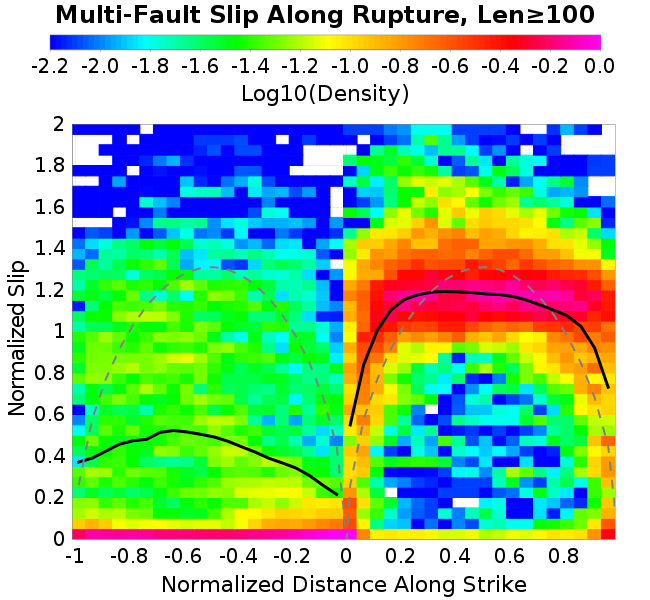 Multi-Fault Slip Along Rupture, Len≥100
-2.2 -2.0 -1.8 -1.6 -1.4 -1.2 -1.0 -0.8 -0.6 -0.4 -0.2 0.0
Log10(Density)
2
1.8
1.6
1.4
1.2
1
0.8
0.6
0.4
0.2
0
Normalized Slip
-1 -0.8 -0.6 -0.4 -0.2 0 0.2 0.4 0.6 0.8
Normalized Distance Along Strike